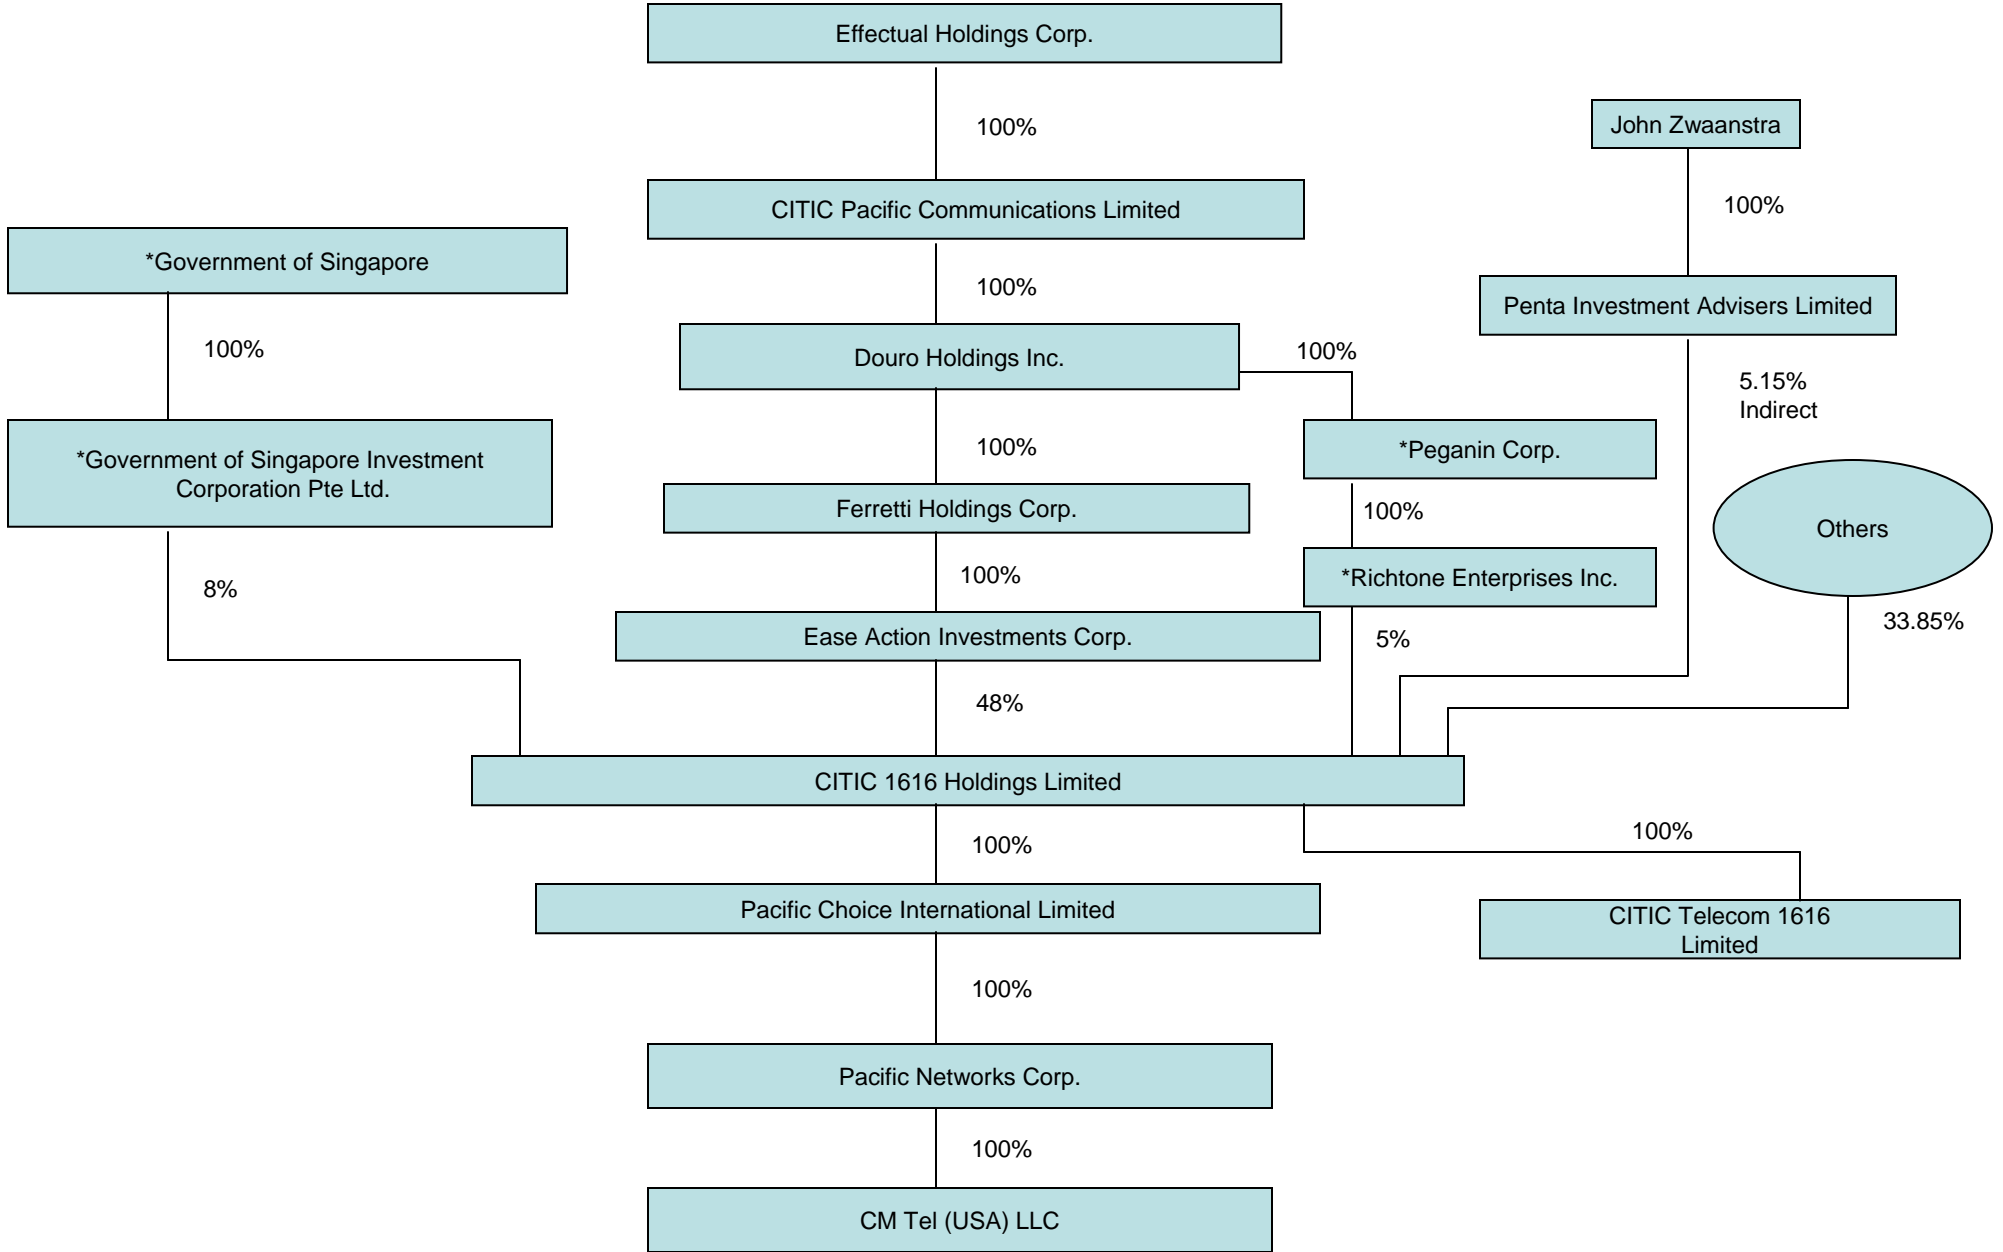 Effectual Holdings Corp.
100%
John Zwaanstra
100%
CITIC Pacific Communications Limited
*Government of Singapore
100%
Penta Investment Advisers Limited
100%
Douro Holdings Inc.
100%
5.15%
Indirect
*Government of Singapore Investment
Corporation Pte Ltd.
100%
*Peganin Corp.
Ferretti Holdings Corp.
100%
Others
100%
*Richtone Enterprises Inc.
8%
Ease Action Investments Corp.
5%
33.85%
48%
CITIC 1616 Holdings Limited
100%
100%
Pacific Choice International Limited
CITIC Telecom 1616
Limited
100%
Pacific Networks Corp.
100%
CM Tel (USA) LLC